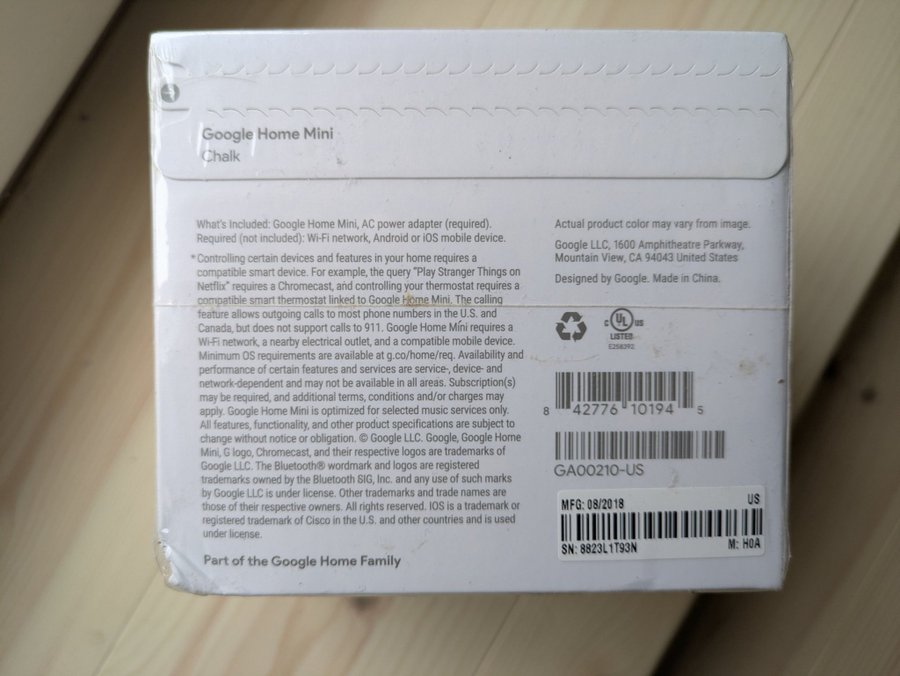 Google Home Mini
Chalk
What's Included: Google Home Mini, AC power adapter (required).
Required (not included): Wi-Fi network, Android or iOS mobile device.
*Controlling certain devices and features in your home requires a
compatible smart device. For example, the query "Play Stranger Things on
Netflix" requires a Chromecast, and controlling your thermostat requires a
compatible smart thermostat linked to Google Home Mini. The calling
feature allows outgoing calls to most phone numbers in the U.S. and
Canada, but does not support calls to 911. Google Home Mini requires a
Wi-Fi network, a nearby electrical outlet, and a compatible mobile device.
Minimum OS requirements are available at g.co/home/req. Availability and
performance of certain features and services are service-, device- and
network-dependent and may not be available in all areas. Subscription(s)
may be required, and additional terms, conditions and/or charges may
apply. Google Home Mini is optimized for selected music services only.
All features, functionality, and other product specifications are subject to
change without notice or obligation. © Google LLC. Google, Google Home
Mini, G logo, Chromecast, and their respective logos are trademarks of
Google LLC. The Bluetooth® wordmark and logos are registered
trademarks owned by the Bluetooth SIG, Inc. and any use of such marks
by Google LLC is under license. Other trademarks and trade names are
those of their respective owners. All rights reserved. IOS is a trademark or
registered trademark of Cisco in the U.S. and other countries and is used
under license.
Part of the Google Home Family
Actual product color may vary from image.
Google LLC, 1600 Amphitheatre Parkway,
Mountain View, CA 94043 United States
Designed by Google. Made in China.
C UL US
LISTED
E258392
8 42776 10194 5
GA00210-US
MFG: 08/2018 US
SN: 8823L1T93N M: H0A